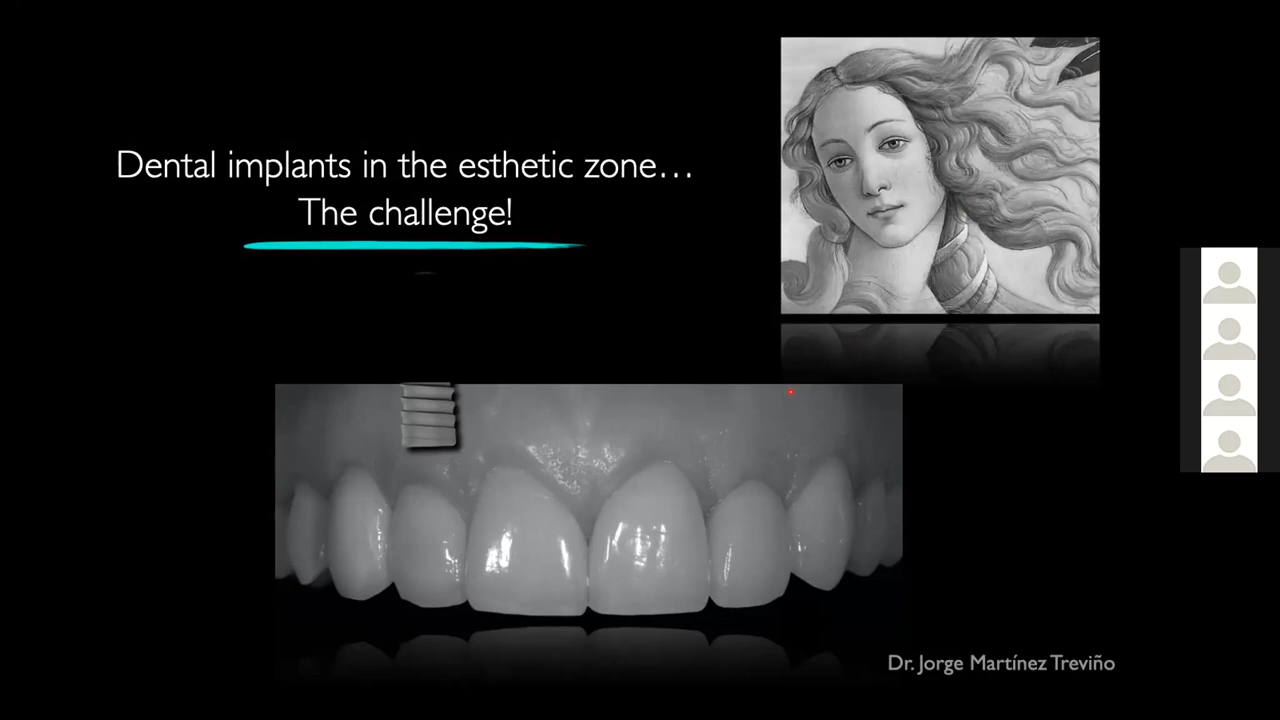 Dental implants in the esthetic zone…
The challenge!
Dr. Jorge Martínez Treviño